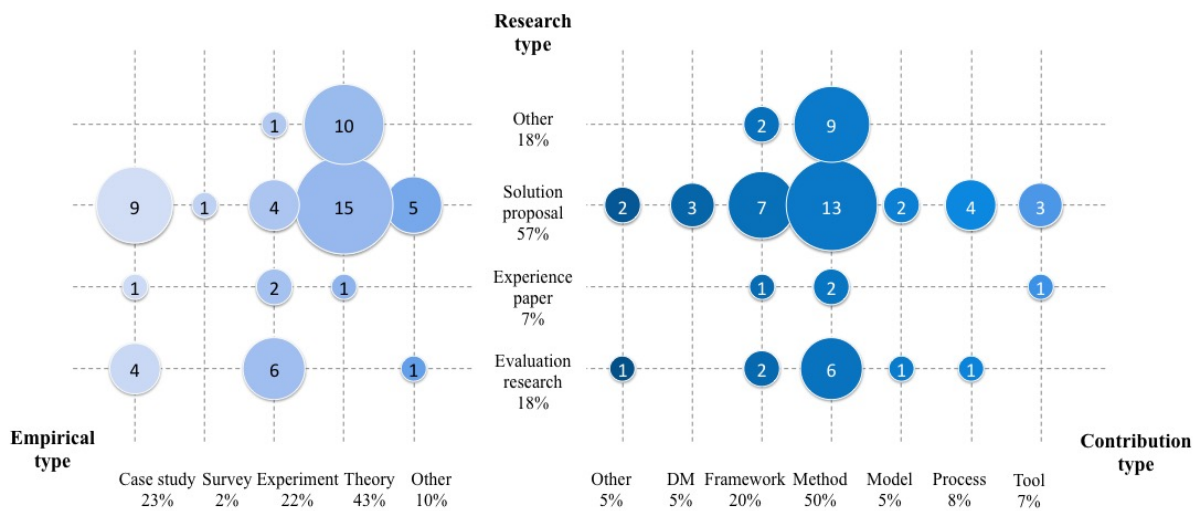 Research
type
Other
18%
1
10
2
9
Solution
proposal
57%
9
1
4
15
5
2
3
7
13
2
4
3
Experience
paper
7%
1
2
1
1
2
1
Evaluation
research
18%
4
6
1
1
2
6
1
1
Empirical
type
Contribution
type
Case study Survey Experiment Theory Other
23% 2% 22% 43% 10%
Other DM Framework Method Model Process Tool
5% 5% 20% 50% 5% 8% 7%